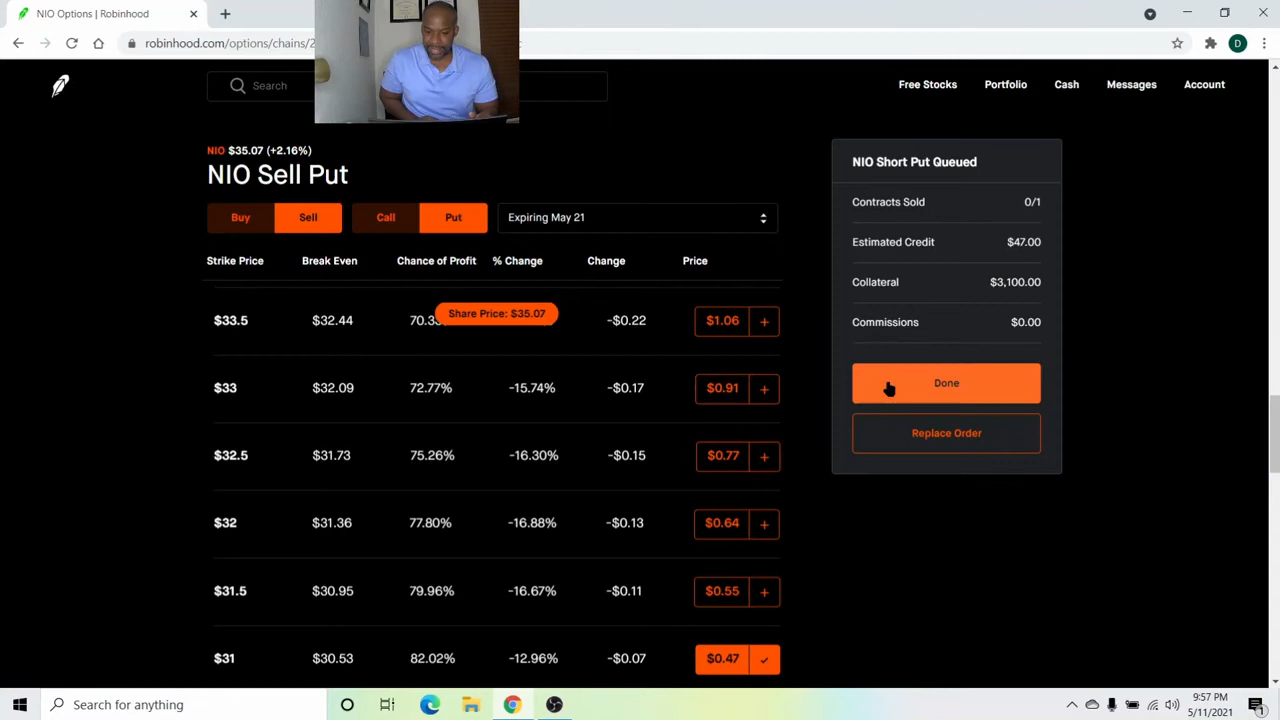 NIO Options | Robinhood
robinhood.com/options/chains/2
Search
Free Stocks
Portfolio
Cash
Messages
Account
NIO $35.07 (+2.16%)
NIO Sell Put
Buy
Sell
Call
Put
Expiring May 21
Strike Price Break Even Chance of Profit % Change Change Price
Share Price: $35.07
$33.5 $32.44 -$0.22 $1.06 +
$33 $32.09 72.77% -15.74% -$0.17 $0.91 +
$32.5 $31.73 75.26% -16.30% -$0.15 $0.77 +
$32 $31.36 77.80% -16.88% -$0.13 $0.64 +
$31.5 $30.95 79.96% -16.67% -$0.11 $0.55 +
$31 $30.53 82.02% -12.96% -$0.07 $0.47
NIO Short Put Queued
Contracts Sold 0/1
Estimated Credit $47.00
Collateral $3,100.00
Commissions $0.00
Done
Replace Order
Search for anything
9:57 PM
5/11/2021